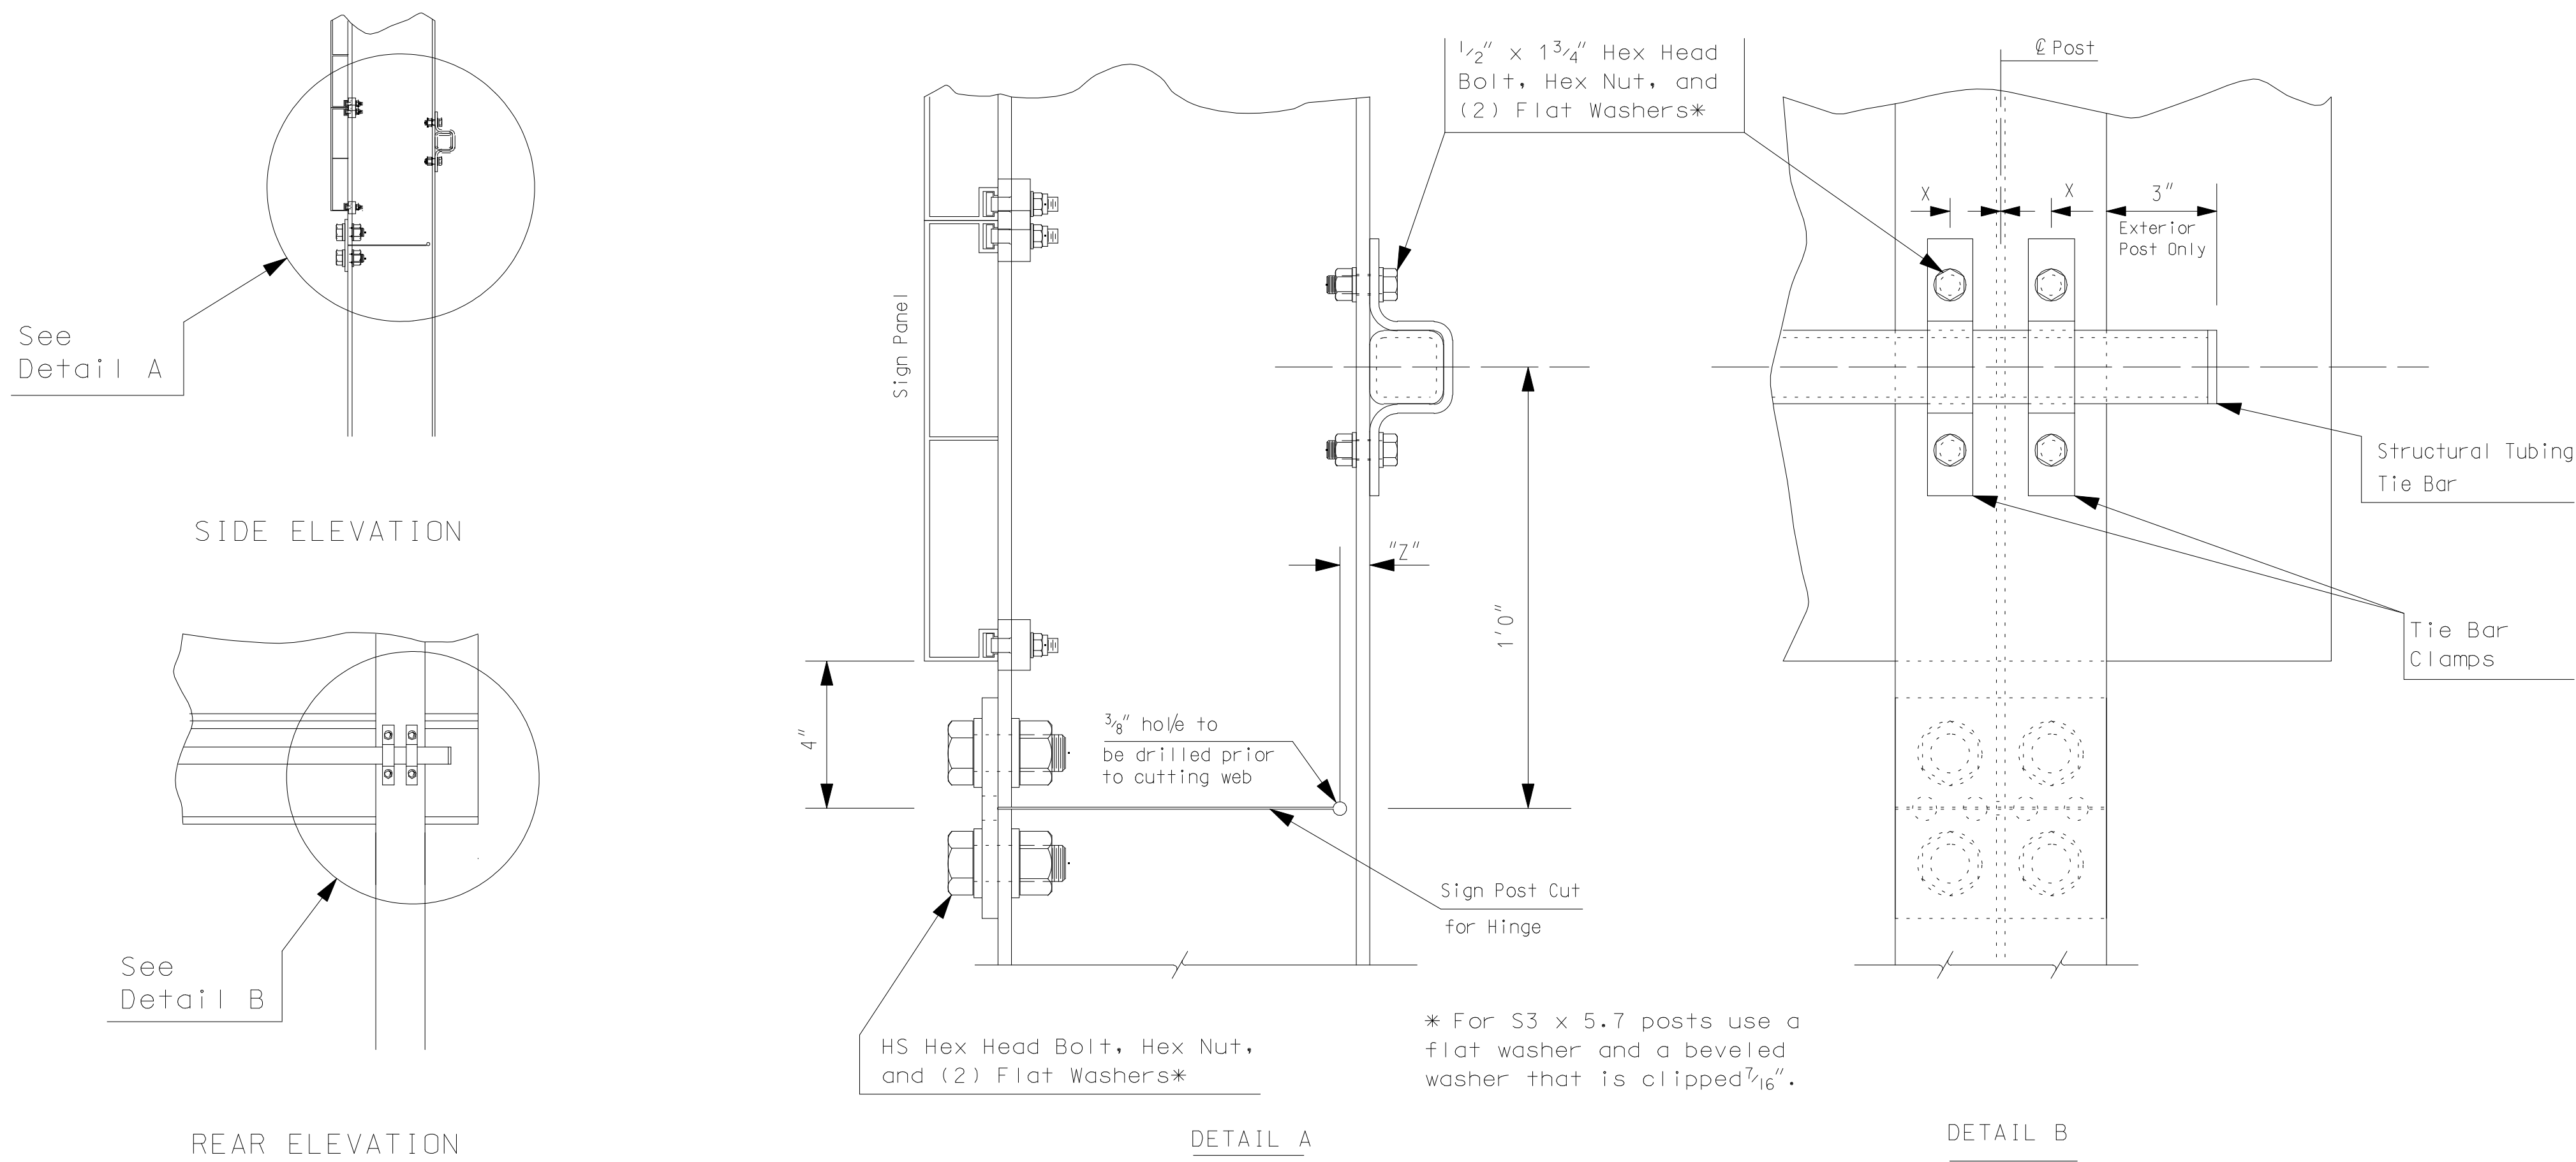 See
Detail A
SIDE ELEVATION
See
Detail B
REAR ELEVATION
Sign Panel
4"
3/8" hole to
be drilled prior
to cutting web
"Z"
1'0"
Sign Post Cut
for Hinge
HS Hex Head Bolt, Hex Nut,
and (2) Flat Washers*
DETAIL A
1/2" x 1 3/4" Hex Head
Bolt, Hex Nut, and
(2) Flat Washers*
* For S3 x 5.7 posts use a
flat washer and a beveled
washer that is clipped 7/16".
℄ Post
X
X
3"
Exterior
Post Only
Structural Tubing
Tie Bar
Tie Bar
Clamps
DETAIL B